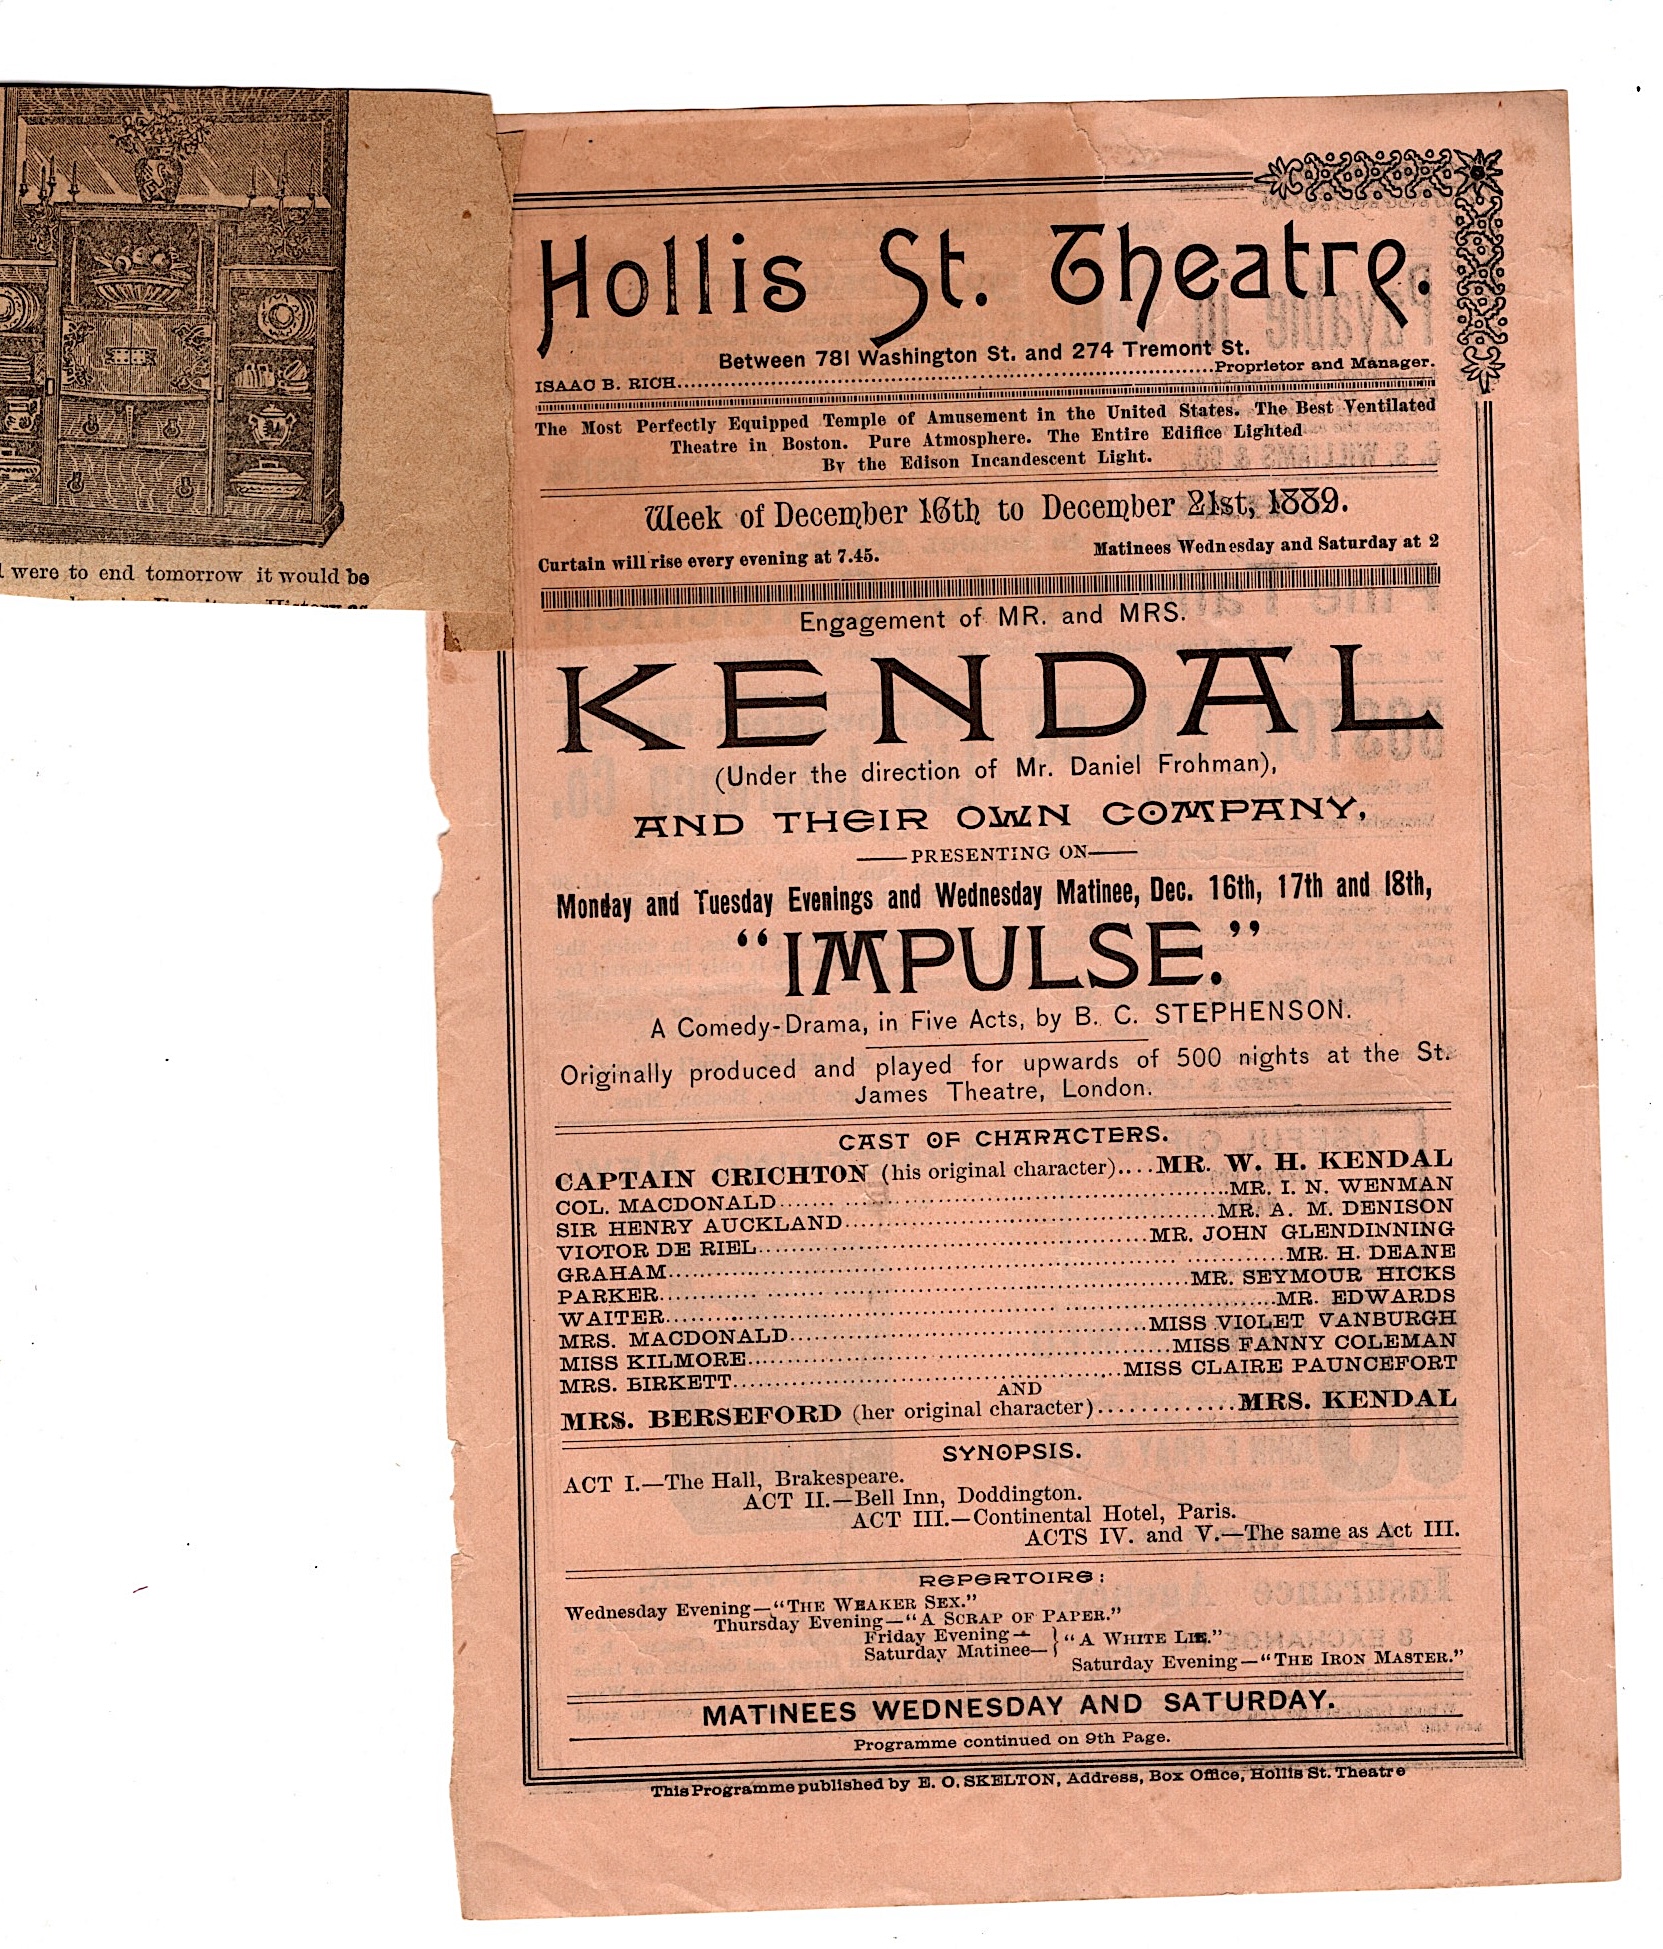 were to end tomorrow it would be
Hollis St. Theatre.
Between 781 Washington St. and 274 Tremont St.
ISAAC B. RICH..........Proprietor and Manager.
The Most Perfectly Equipped Temple of Amusement in the United States. The Best Ventilated
Theatre in Boston. Pure Atmosphere. The Entire Edifice Lighted
By the Edison Incandescent Light.
Week of December 16th to December 21st, 1889.
Curtain will rise every evening at 7.45. Matinees Wednesday and Saturday at 2
Engagement of MR. and MRS.
KENDAL
(Under the direction of Mr. Daniel Frohman),
AND THEIR OWN COMPANY,
——PRESENTING ON——
Monday and Tuesday Evenings and Wednesday Matinee, Dec. 16th, 17th and 18th,
"IMPULSE."
A Comedy-Drama, in Five Acts, by B. C. STEPHENSON.
Originally produced and played for upwards of 500 nights at the St.
James Theatre, London.
CAST OF CHARACTERS.
CAPTAIN CRICHTON (his original character)....MR. W. H. KENDAL
COL. MACDONALD..........MR. I. N. WENMAN
SIR HENRY AUCKLAND..........MR. A. M. DENISON
VICTOR DE RIEL..........MR. JOHN GLENDINNING
GRAHAM..........MR. H. DEANE
PARKER..........MR. SEYMOUR HICKS
WAITER..........MR. EDWARDS
MRS. MACDONALD..........MISS VIOLET VANBURGH
MISS KILMORE..........MISS FANNY COLEMAN
MRS. BIRKETT..........MISS CLAIRE PAUNCEFORT
AND
MRS. BERSEFORD (her original character).............MRS. KENDAL
SYNOPSIS.
ACT I.—The Hall, Brakespeare.
ACT II.—Bell Inn, Doddington.
ACT III.—Continental Hotel, Paris.
ACTS IV. and V.—The same as Act III.
REPERTOIRE:
Wednesday Evening—"THE WEAKER SEX."
Thursday Evening—"A SCRAP OF PAPER."
Friday Evening—
Saturday Matinee— } "A WHITE LIE."
Saturday Evening—"THE IRON MASTER."
MATINEES WEDNESDAY AND SATURDAY.
Programme continued on 9th Page.
This Programme published by E. O. SKELTON, Address, Box Office, Hollis St. Theatre